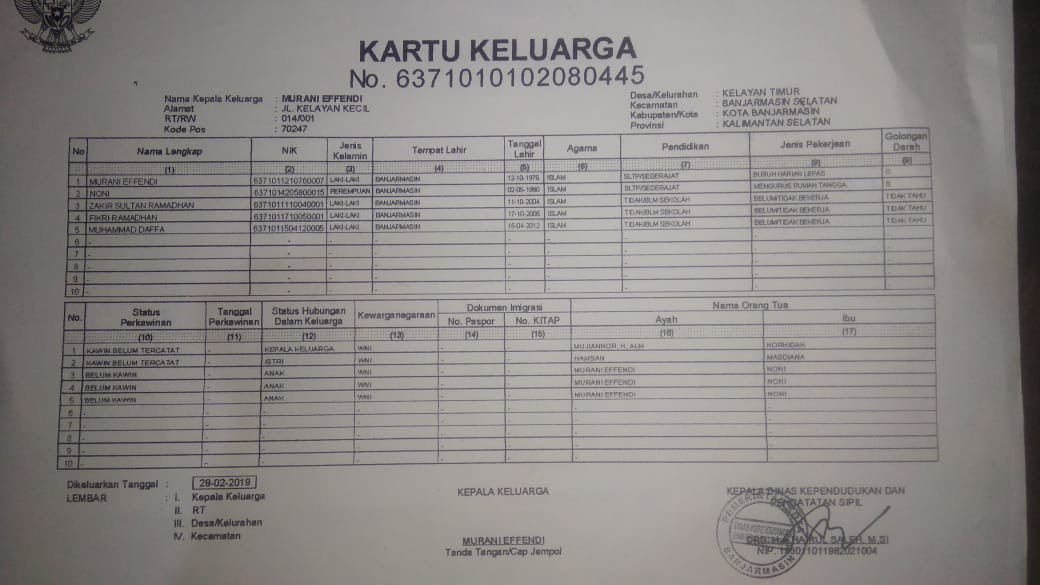 KARTU KELUARGA
No. 6371010102080445
Nama Kepala Keluarga : MURANI EFFENDI
Alamat : JL. KELAYAN KECIL
RT/RW : 014/001
Kode Pos : 70247
Desa/Kelurahan : KELAYAN TIMUR
Kecamatan : BANJARMASIN SELATAN
Kabupaten/Kota : KOTA BANJARMASIN
Provinsi : KALIMANTAN SELATAN
No Nama Lengkap NIK Jenis Kelamin Tempat Lahir Tanggal Lahir Agama Pendidikan Jenis Pekerjaan Golongan Darah
(1) (2) (3) (4) (5) (6) (7) (8) (9)
1 MURANI EFFENDI 6371011210760007 LAKI-LAKI BANJARMASIN 12-10-1976 ISLAM SLTP/SEDERAJAT BURUH HARIAN LEPAS O
2 NONI 6371014205800015 PEREMPUAN BANJARMASIN 02-05-1980 ISLAM SLTP/SEDERAJAT MENGURUS RUMAH TANGGA B
3 ZAKIR SULTAN RAMADHAN 6371011110040001 LAKI-LAKI BANJARMASIN 11-10-2004 ISLAM TIDAK/BLM SEKOLAH BELUM/TIDAK BEKERJA TIDAK TAHU
4 FIKRI RAMADHAN 6371011710050001 LAKI-LAKI BANJARMASIN 17-10-2005 ISLAM TIDAK/BLM SEKOLAH BELUM/TIDAK BEKERJA TIDAK TAHU
5 MUHAMMAD DAFFA 6371011504120005 LAKI-LAKI BANJARMASIN 15-04-2012 ISLAM TIDAK/BLM SEKOLAH BELUM/TIDAK BEKERJA TIDAK TAHU
6 - - - - - - - - -
7 - - - - - - - - -
8 - - - - - - - - -
9 - - - - - - - - -
10 - - - - - - - - -
No. Status Perkawinan Tanggal Perkawinan Status Hubungan Dalam Keluarga Kewarganegaraan Dokumen Imigrasi Nama Orang Tua
No. Paspor No. KITAP Ayah Ibu
(10) (11) (12) (13) (14) (15) (16) (17)
1 KAWIN BELUM TERCATAT - KEPALA KELUARGA WNI - - MUJIANNOR, H. ALM NORHIDAH
2 KAWIN BELUM TERCATAT - ISTRI WNI - - HAMSAN MASDIANA
3 BELUM KAWIN - ANAK WNI - - MURANI EFFENDI NONI
4 BELUM KAWIN - ANAK WNI - - MURANI EFFENDI NONI
5 BELUM KAWIN - ANAK WNI - - MURANI EFFENDI NONI
6 - - - - - - - -
7 - - - - - - - -
8 - - - - - - - -
9 - - - - - - - -
10 - - - - - - - -
Dikeluarkan Tanggal : 28-02-2019
LEMBAR : I. Kepala Keluarga
II. RT
III. Desa/Kelurahan
IV. Kecamatan
KEPALA KELUARGA
MURANI EFFENDI
Tanda Tangan/Cap Jempol
KEPALA DINAS KEPENDUDUKAN DAN
PENCATATAN SIPIL
SALEH, M.SI
BANJARMASIN